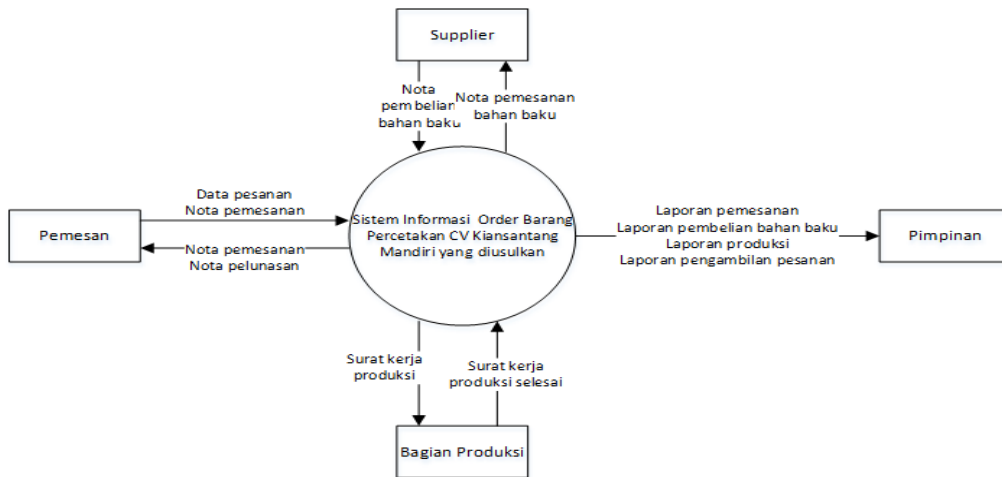 Supplier
Nota
pembelian
bahan baku
Nota pemesanan
bahan baku
Data pesanan
Nota pemesanan
Pemesan
Nota pemesanan
Nota pelunasan
Sistem Informasi Order Barang
Percetakan CV Kiansantang
Mandiri yang diusulkan
Laporan pemesanan
Laporan pembelian bahan baku
Laporan produksi
Laporan pengambilan pesanan
Pimpinan
Surat kerja
produksi
Surat kerja
produksi selesai
Bagian Produksi